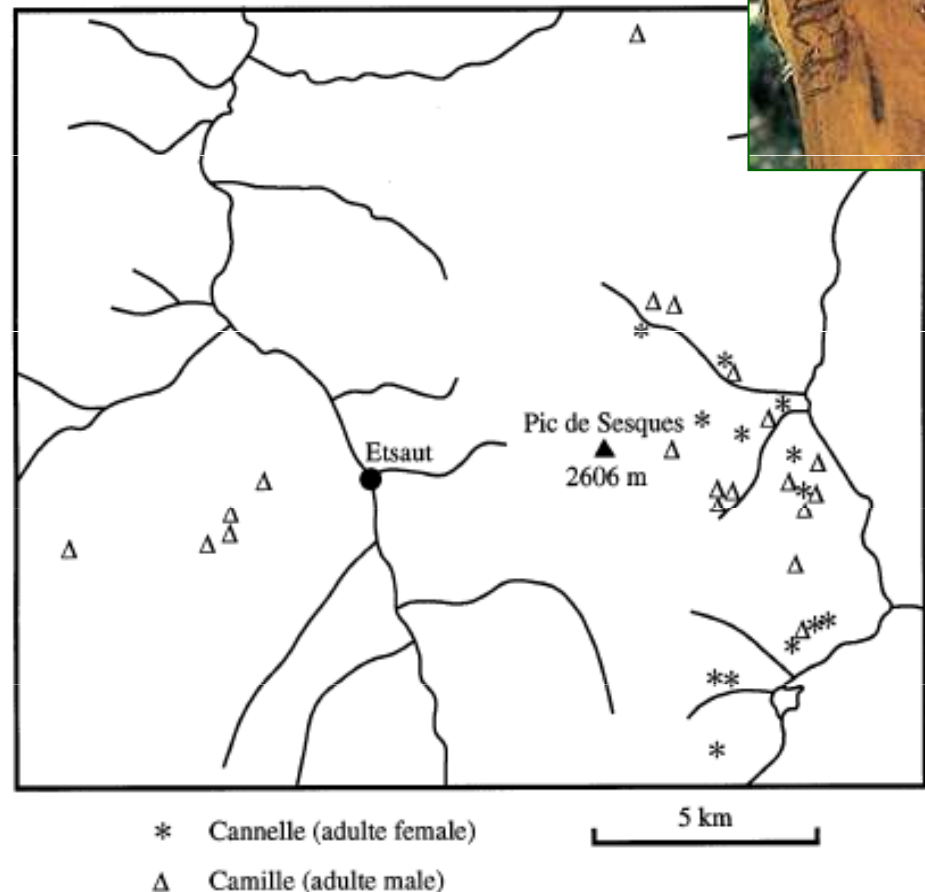 Pic de Sesques
Etsaut
2606 m
5 km
* Cannelle (adulte female)
Δ Camille (adulte male)